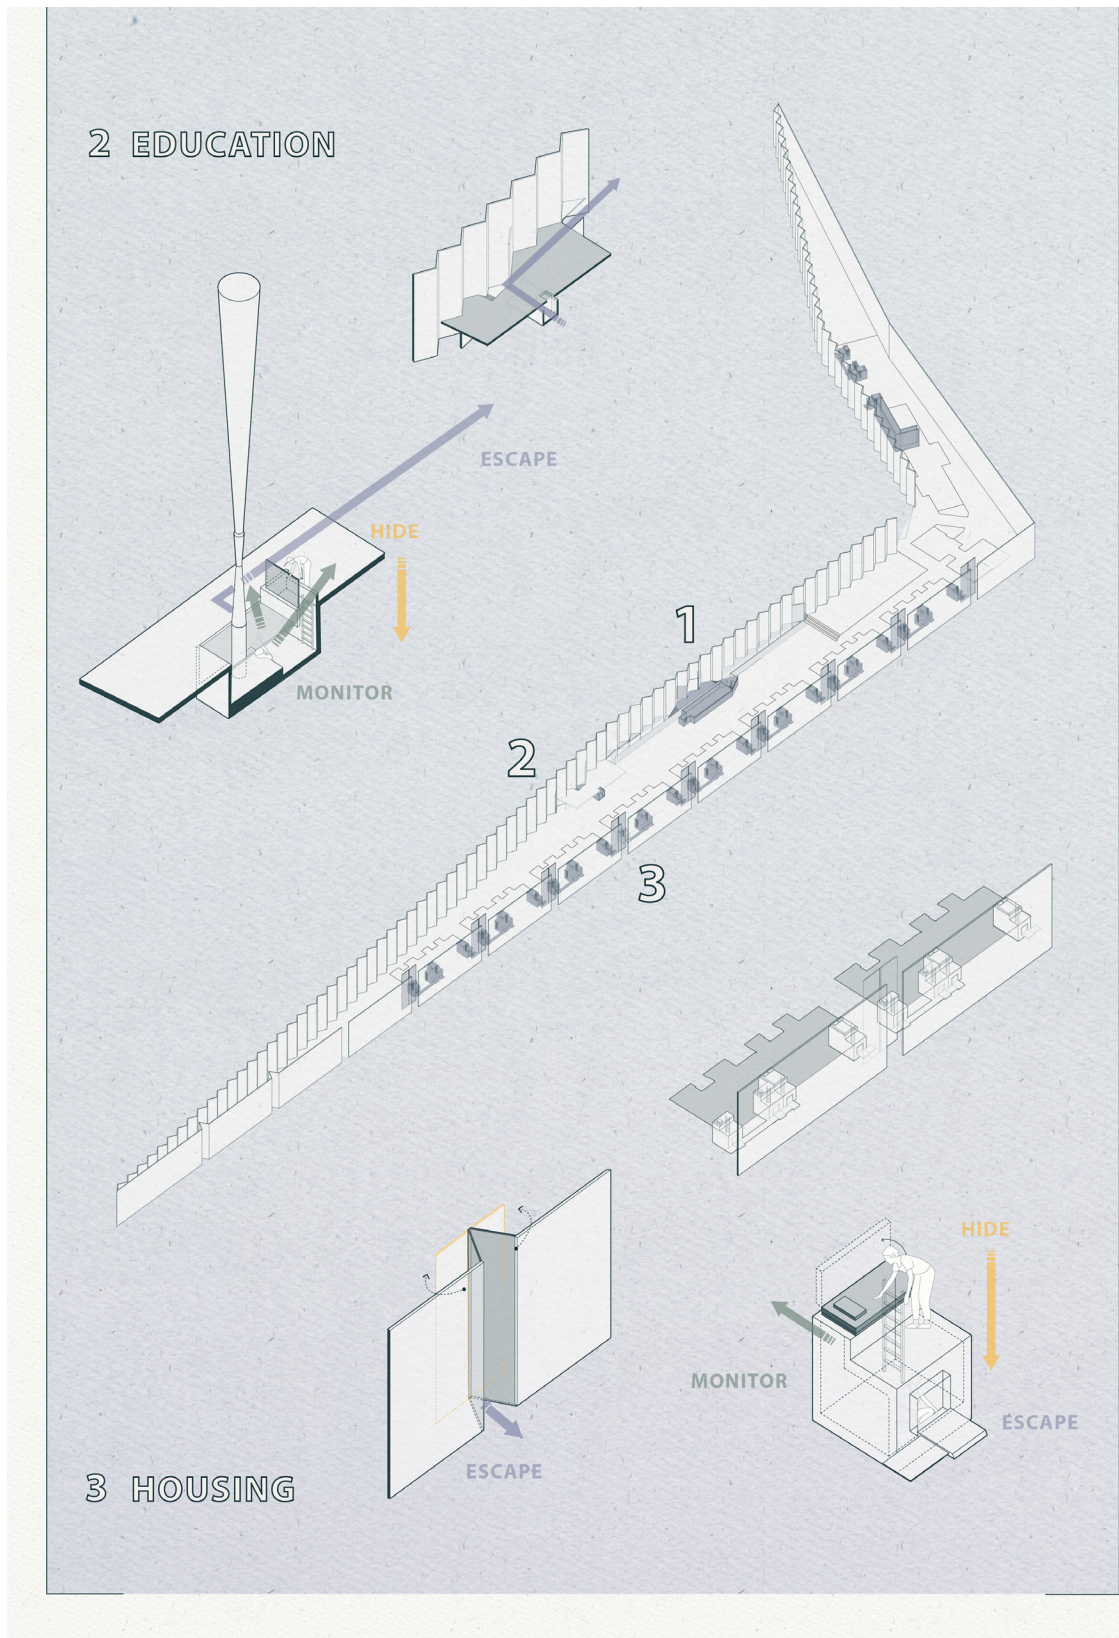 2 EDUCATION
ESCAPE
HIDE
MONITOR
1
2
3
HIDE
MONITOR
ESCAPE
ESCAPE
3 HOUSING